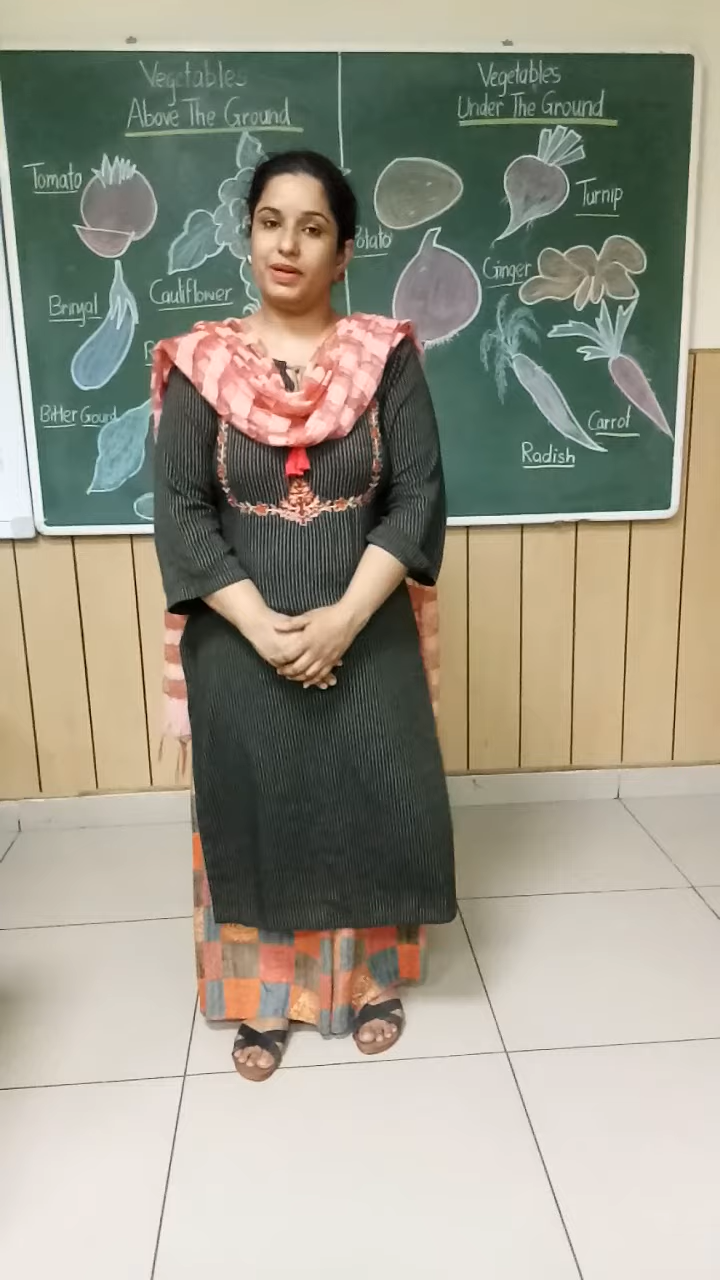 Vegetables
Above The Ground
Tomato
Brinjal
Cauliflower
Bitter Gourd
Vegetables
Under The Ground
Potato
Turnip
Ginger
Carrot
Radish